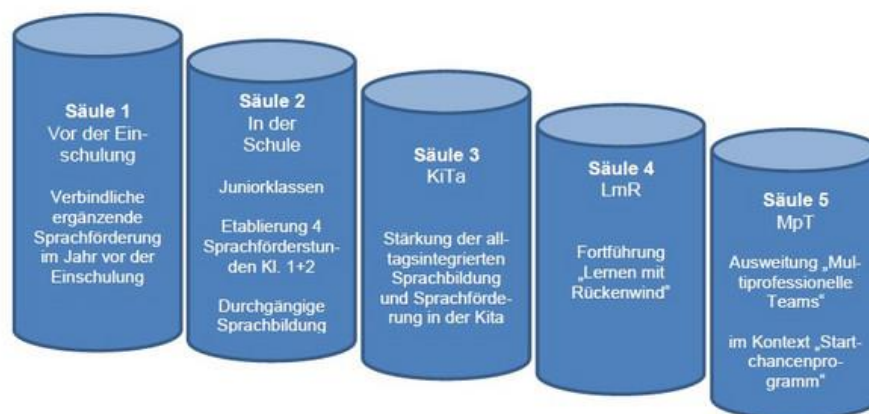 Säule 1
Vor der Ein-
schulung
Verbindliche
ergänzende
Sprachförderung
im Jahr vor der
Einschulung
Säule 2
In der
Schule
Juniorklassen
Etablierung 4
Sprachförderstun-
den Kl. 1+2
Durchgängige
Sprachbildung
Säule 3
KiTa
Stärkung der all-
tagsintegrierten
Sprachbildung
und Sprachförde-
rung in der Kita
Säule 4
LmR
Fortführung
„Lernen mit
Rückenwind"
Säule 5
MpT
Ausweitung „Mul-
tiprofessionelle
Teams"
im Kontext „Start-
chancenpro-
gramm"